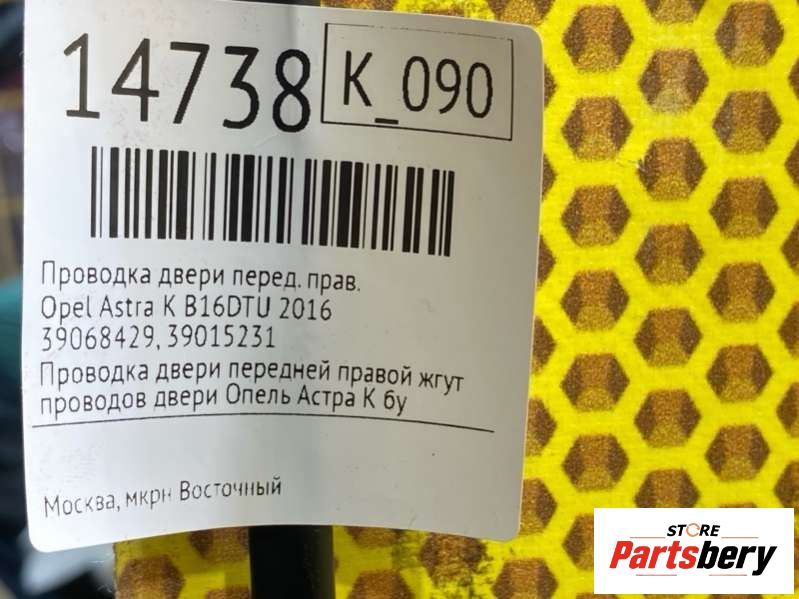 14738
K_090
Проводка двери перед. прав.
Opel Astra K B16DTU 2016
39068429, 39015231
Проводка двери передней правой жгут
проводов двери Опель Астра К бу
Москва, мкрн Восточный
STORE
Partsbery